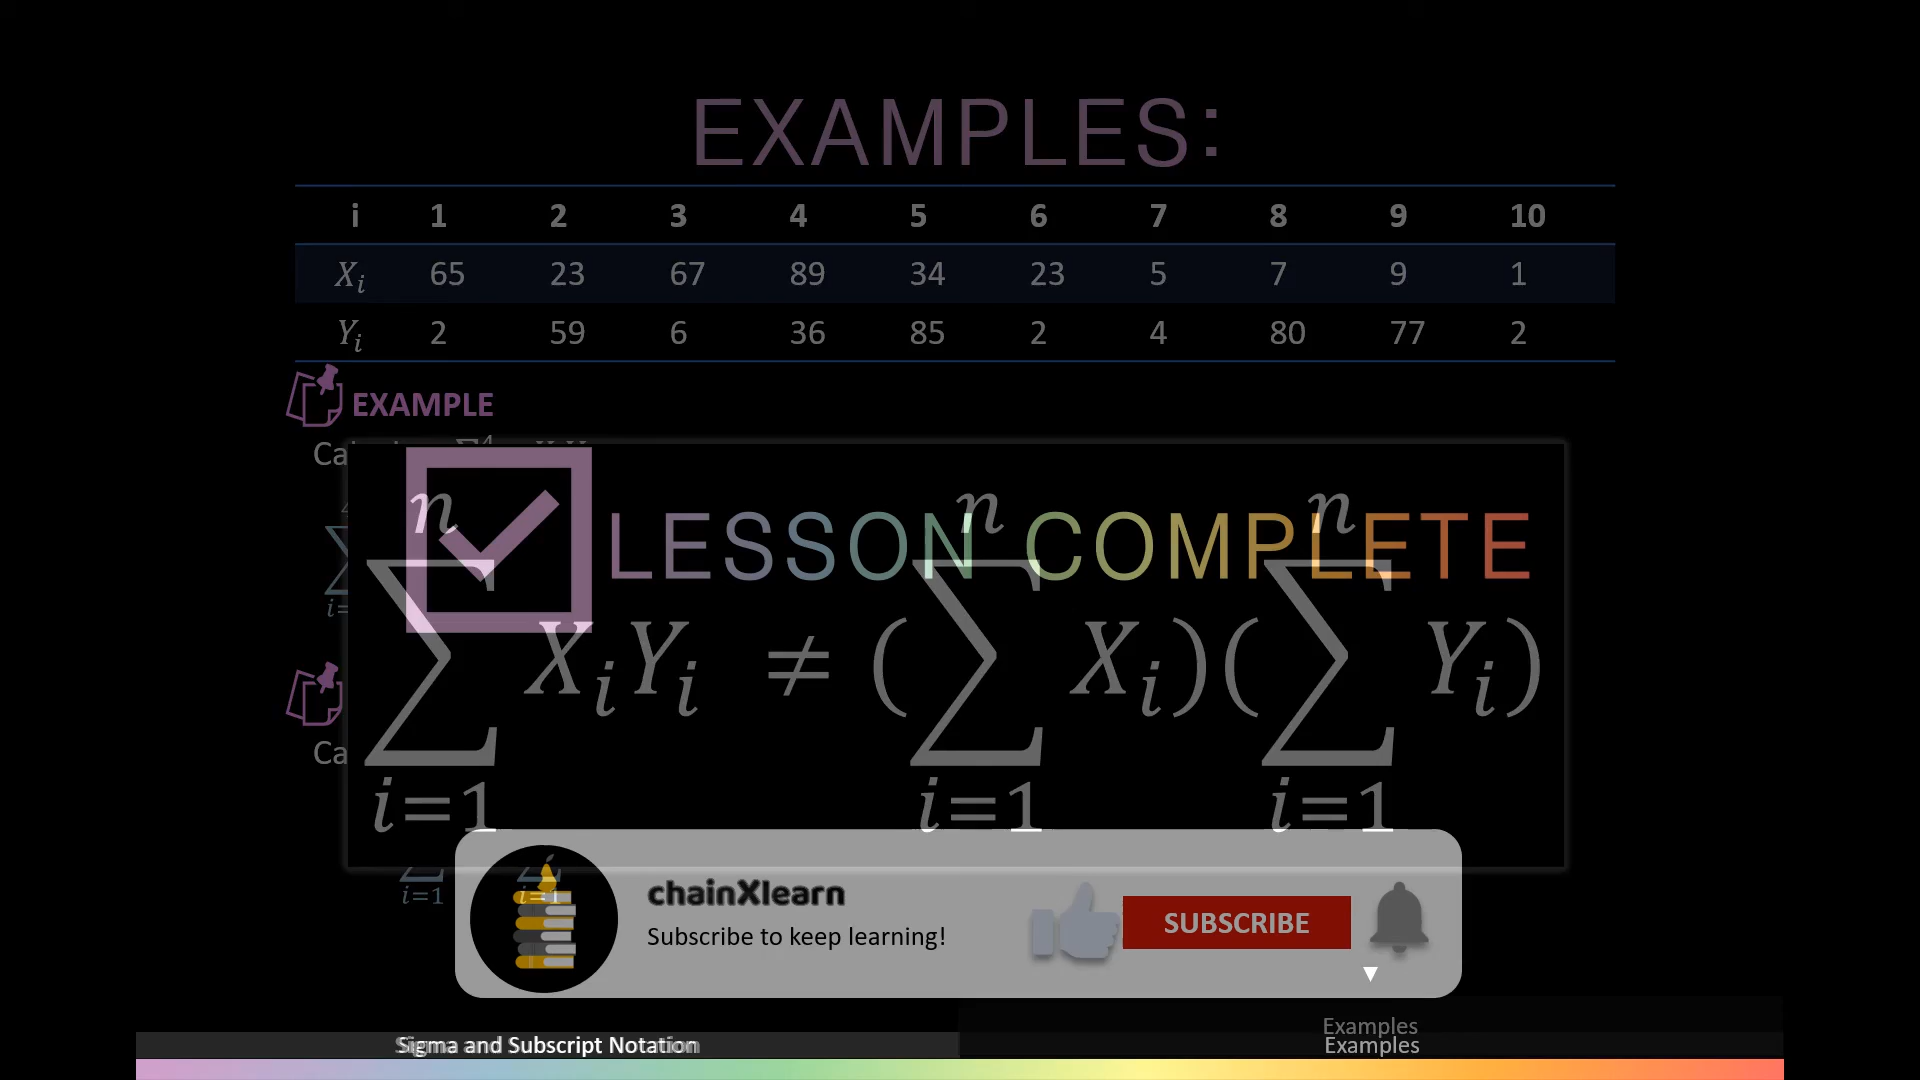 EXAMPLES:
i 1 2 3 4 5 6 7 8 9 10
Xᵢ 65 23 67 89 34 23 5 7 9 1
Yᵢ 2 59 6 36 85 2 4 80 77 2
EXAMPLE
LESSON COMPLETE
n n n
∑ XᵢYᵢ ≠ (∑ Xᵢ)(∑ Yᵢ)
i=1 i=1 i=1
i=1 i=1
chainXlearn
Subscribe to keep learning!
SUBSCRIBE
Examples
Sigma and Subscript Notation
Examples